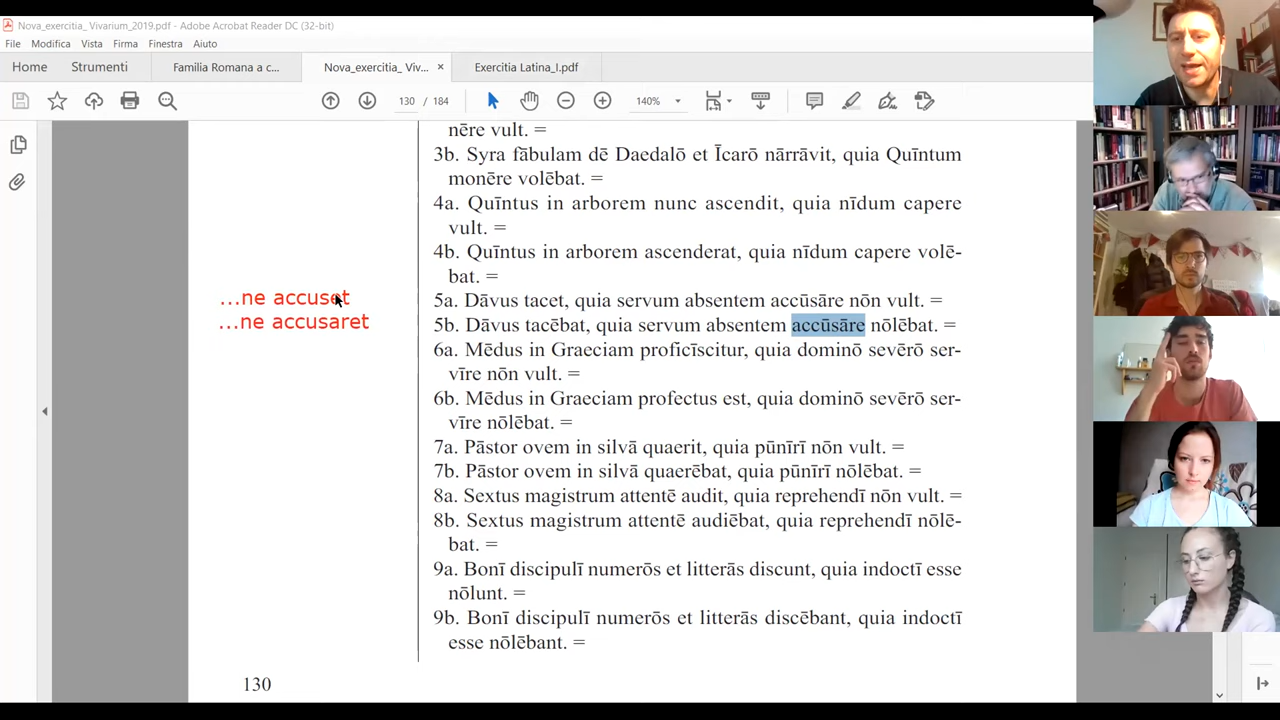 Nova_exercitia_ Vivarium_2019.pdf - Adobe Acrobat Reader DC (32-bit)
File Modifica Vista Firma Finestra Aiuto
Home Strumenti Familia Romana a c... Nova_exercitia_ Viv... × Exercitia Latina_I.pdf
130 / 184 140%
nēre vult. =
3b. Syra fābulam dē Daedalō et Īcarō nārrāvit, quia Quīntum
monēre volēbat. =
4a. Quīntus in arborem nunc ascendit, quia nīdum capere
vult. =
4b. Quīntus in arborem ascenderat, quia nīdum capere volē-
bat. =
...ne accuset
5a. Dāvus tacet, quia servum absentem accūsāre nōn vult. =
...ne accusaret
5b. Dāvus tacēbat, quia servum absentem accūsāre nōlēbat. =
6a. Mēdus in Graeciam proficīscitur, quia dominō sevērō ser-
vīre nōn vult. =
6b. Mēdus in Graeciam profectus est, quia dominō sevērō ser-
vīre nōlēbat. =
7a. Pāstor ovem in silvā quaerit, quia pūnīrī nōn vult. =
7b. Pāstor ovem in silvā quaerēbat, quia pūnīrī nōlēbat. =
8a. Sextus magistrum attentē audit, quia reprehendī nōn vult. =
8b. Sextus magistrum attentē audiēbat, quia reprehendī nōlē-
bat. =
9a. Bonī discipulī numerōs et litterās discunt, quia indoctī esse
nōlunt. =
9b. Bonī discipulī numerōs et litterās discēbant, quia indoctī
esse nōlēbant. =
130